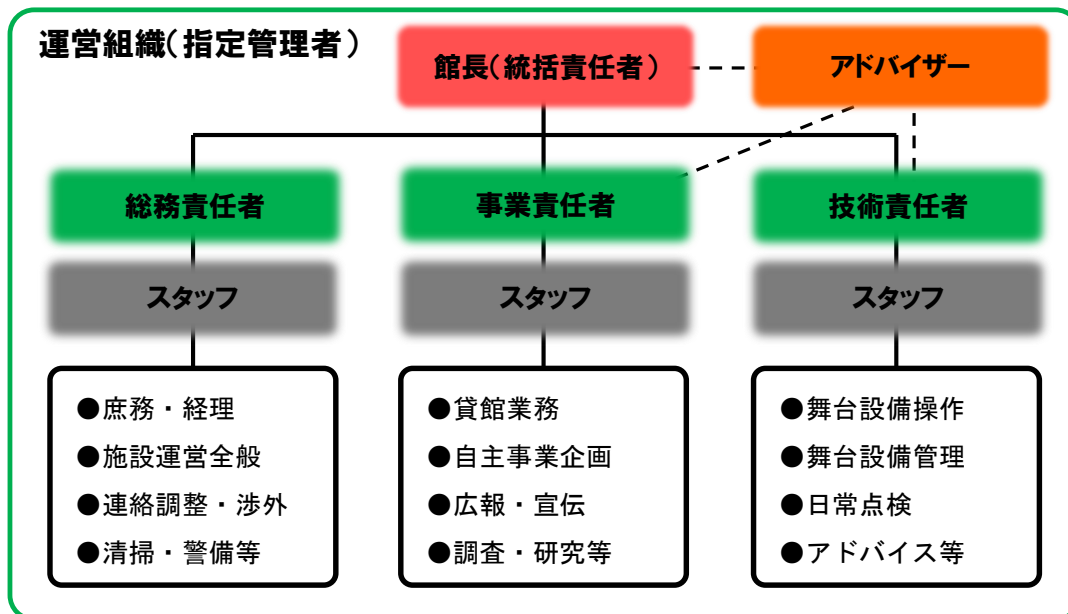 運営組織（指定管理者）
館長（統括責任者）
アドバイザー
総務責任者
事業責任者
技術責任者
スタッフ
スタッフ
スタッフ
●庶務・経理
●施設運営全般
●連絡調整・渉外
●清掃・警備等
●貸館業務
●自主事業企画
●広報・宣伝
●調査・研究等
●舞台設備操作
●舞台設備管理
●日常点検
●アドバイス等